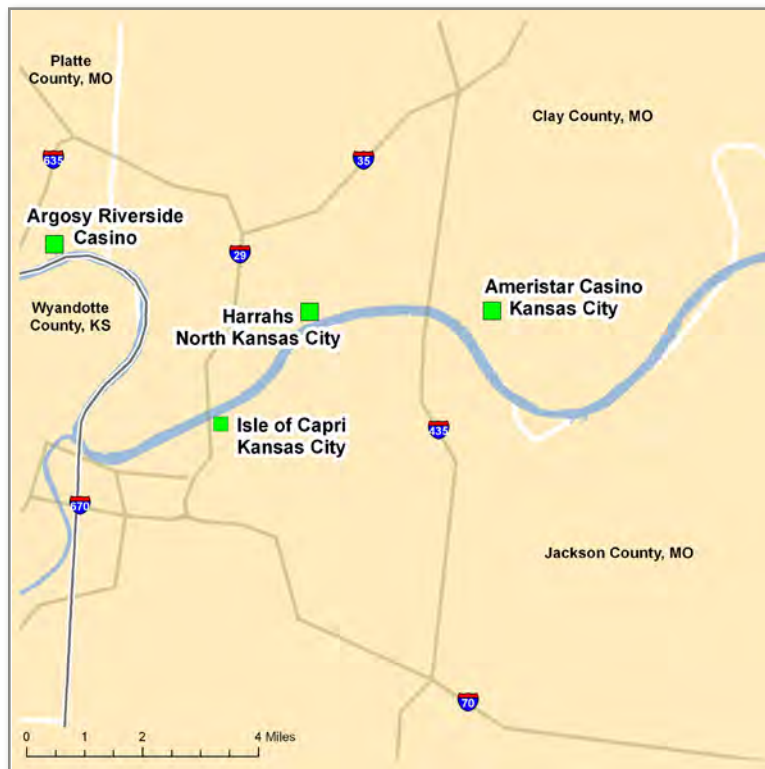 Platte
County, MO
Clay County, MO
635
35
Argosy Riverside
Casino
29
Ameristar Casino
Kansas City
Wyandotte
County, KS
Harrahs
North Kansas City
Isle of Capri
Kansas City
435
670
Jackson County, MO
70
0 1 2 4 Miles